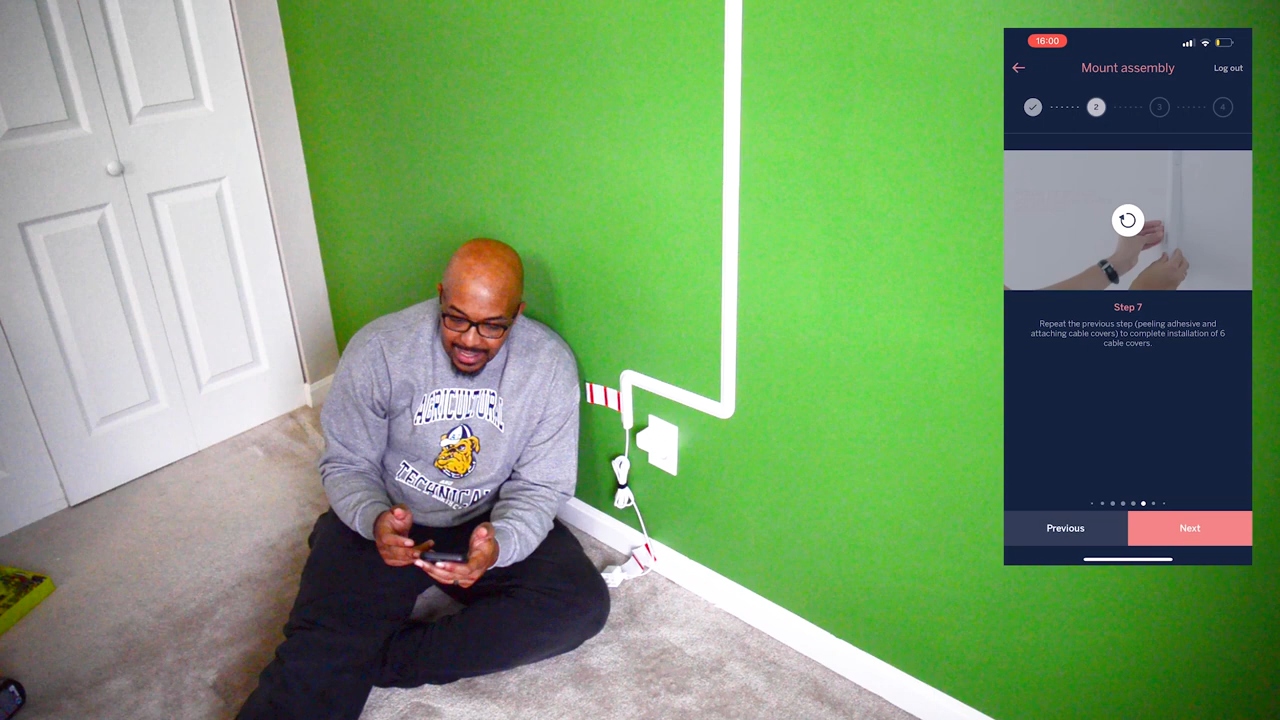 AGRICULTURAL
TECHNICAL
16:00
Mount assembly
Log out
2
3
4
Step 7
Repeat the previous step (peeling adhesive and
attaching cable covers) to complete installation of 6
cable covers.
Previous
Next